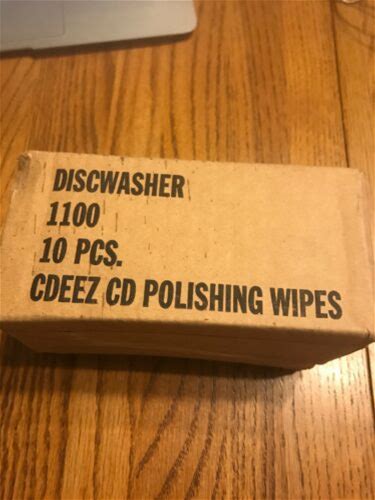 DISCWASHER
1100
10 PCS.
CDEEZ CD POLISHING WIPES